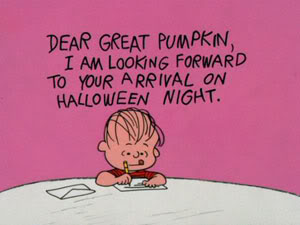 DEAR GREAT PUMPKIN,
I AM LOOKING FORWARD
TO YOUR ARRIVAL ON
HALLOWEEN NIGHT.